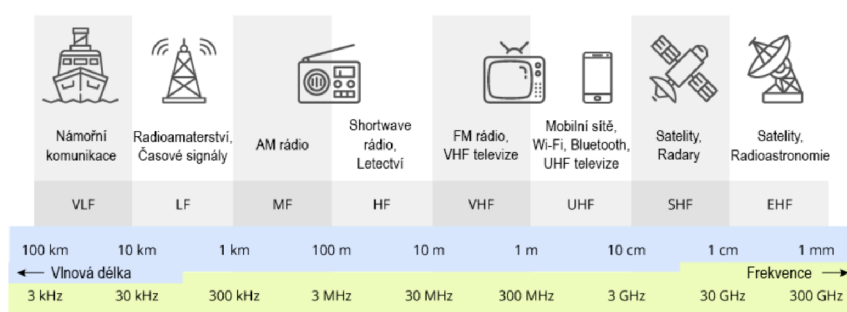 Námořní
komunikace
Radioamaterství,
Časové signály
AM rádio
Shortwave
rádio,
Letectví
FM rádio,
VHF televize
Mobilní sítě,
Wi-Fi, Bluetooth,
UHF televize
Satelity,
Radary
Satelity,
Radioastronomie
VLF LF MF HF VHF UHF SHF EHF
100 km 10 km 1 km 100 m 10 m 1 m 10 cm 1 cm 1 mm
Vlnová délka Frekvence
3 kHz 30 kHz 300 kHz 3 MHz 30 MHz 300 MHz 3 GHz 30 GHz 300 GHz